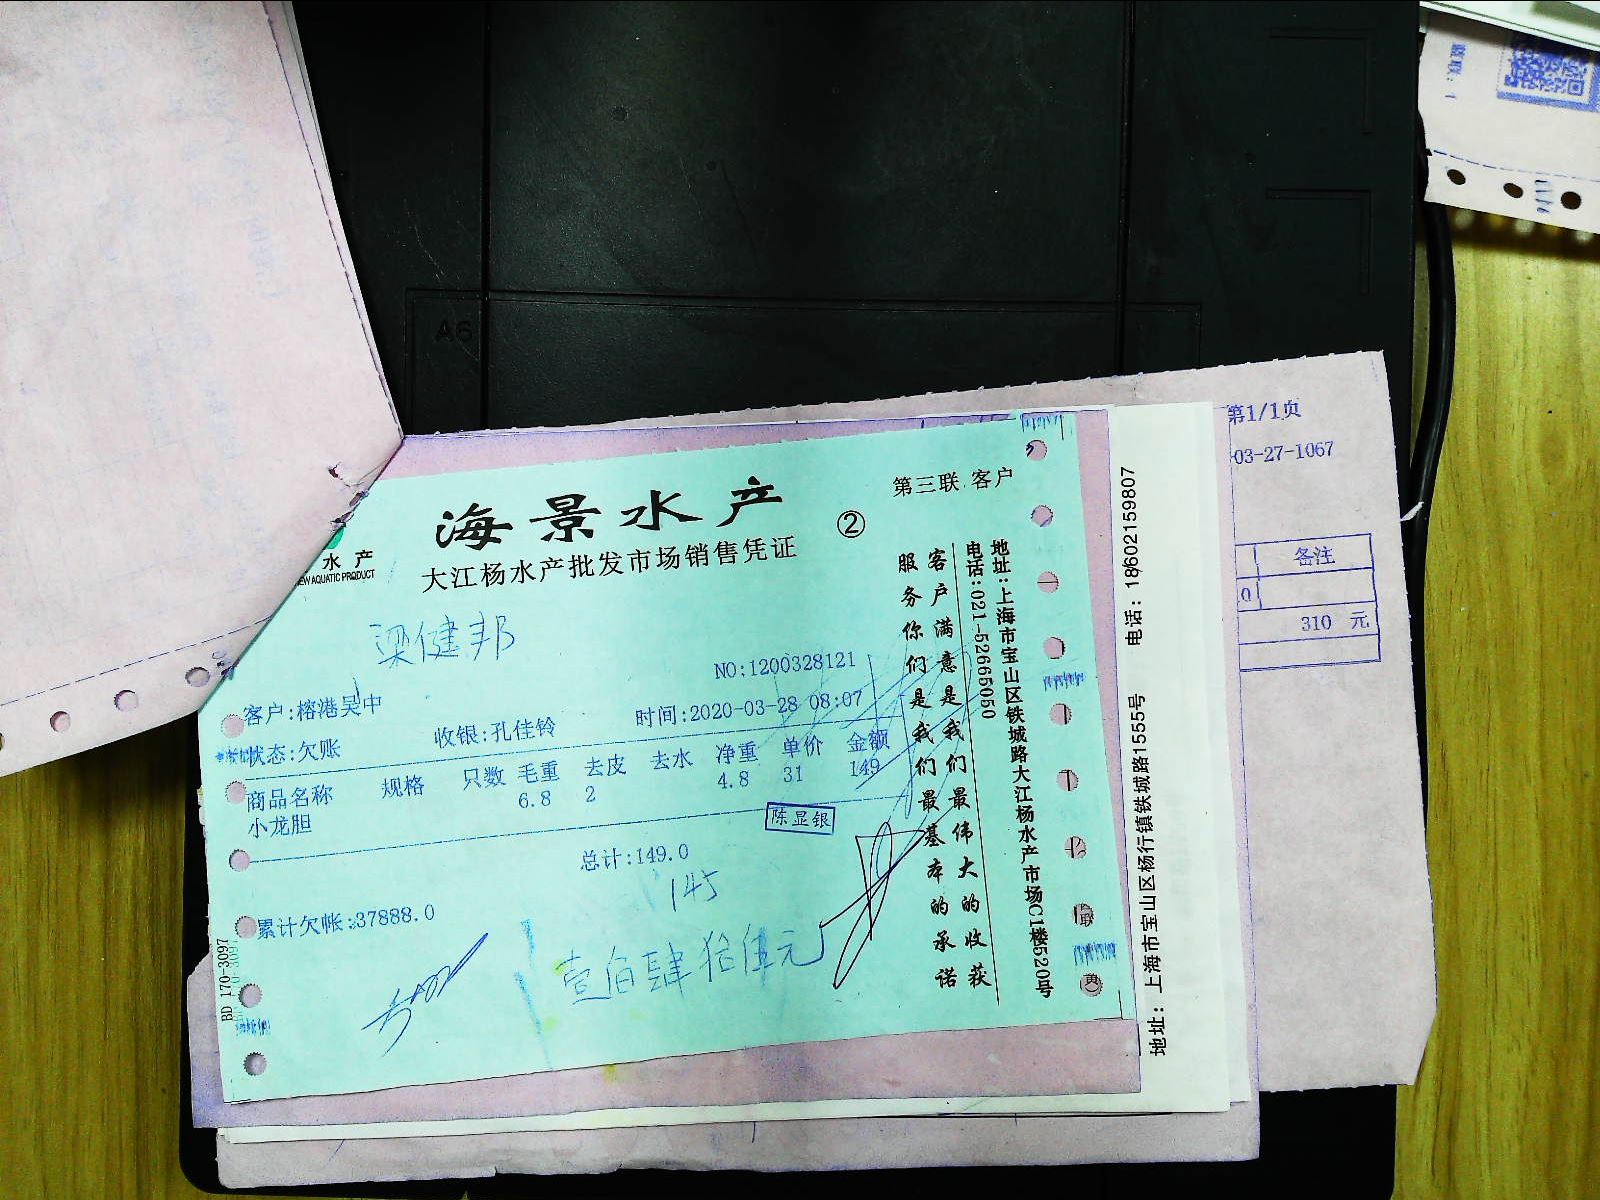 海景水产
②
第三联 客户
大江杨水产批发市场销售凭证
水产
EW AQUATIC PRODUCT
梁健邦
NO:1200328121
客户:榕港吴中
时间:2020-03-28 08:07
状态:欠账
收银:孔佳铃
商品名称 规格 只数 毛重 去皮 去水 净重 单价 金额
小龙胆 6.8 2 4.8 31 149
陈显银
总计:149.0
145
累计欠帐:37888.0
壹佰肆拾伍元
BD 170-3097
客户满意是我们最伟大的收获
服务你们是我们最基本的承诺
地址:上海市宝山区铁城路大江杨水产市场C1楼520号
电话:021-52665050
地址:上海市宝山区杨行镇铁城路1555号 电话:18602159807
第1/1页
03-27-1067
备注
0
310 元
A6